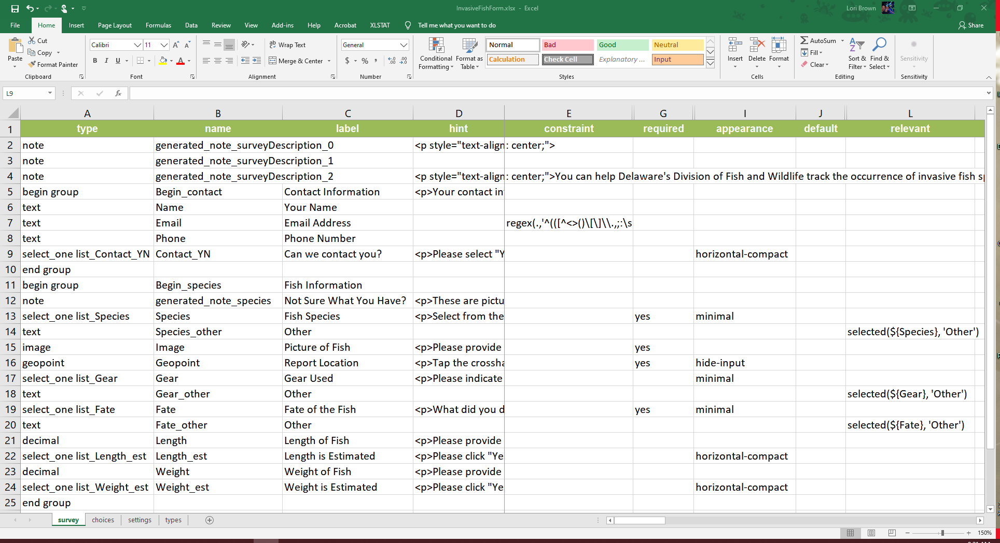 InvasiveFishForm.xlsx - Excel
Lori Brown
File Home Insert Page Layout Formulas Data Review View Add-ins Help Acrobat XLSTAT Tell me what you want to do Share
Paste
Cut
Copy
Format Painter
Clipboard
Calibri 11
B I U
Font
Wrap Text
Merge & Center
Alignment
General
$ % ,
Number
Conditional Formatting
Format as Table
Normal Bad Good Neutral
Calculation Check Cell Explanatory ... Input
Styles
Insert Delete Format
Cells
AutoSum
Fill
Clear
Sort & Filter
Find & Select
Editing
Sensitivity
Sensitivity
L9 fx
A B C D E G I J L
1 type name label hint constraint required appearance default relevant
2 note generated_note_surveyDescription_0 <p style="text-align: center;">
3 note generated_note_surveyDescription_1
4 note generated_note_surveyDescription_2 <p style="text-align: center;">You can help Delaware's Division of Fish and Wildlife track the occurrence of invasive fish
5 begin group Begin_contact Contact Information <p>Your contact in
6 text Name Your Name
7 text Email Email Address regex(.,'^(([^<>()\[\]\\.,;:\s
8 text Phone Phone Number
9 select_one list_Contact_YN Contact_YN Can we contact you? <p>Please select "Y horizontal-compact
10 end group
11 begin group Begin_species Fish Information
12 note generated_note_species Not Sure What You Have? <p>These are pictu
13 select_one list_Species Species Fish Species <p>Select from the yes minimal
14 text Species_other Other selected(${Species}, 'Other')
15 image Image Picture of Fish <p>Please provide yes
16 geopoint Geopoint Report Location <p>Tap the crossha yes hide-input
17 select_one list_Gear Gear Gear Used <p>Please indicate minimal
18 text Gear_other Other selected(${Gear}, 'Other')
19 select_one list_Fate Fate Fate of the Fish <p>What did you d yes minimal
20 text Fate_other Other selected(${Fate}, 'Other')
21 decimal Length Length of Fish <p>Please provide
22 select_one list_Length_est Length_est Length is Estimated <p>Please click "Ye horizontal-compact
23 decimal Weight Weight of Fish <p>Please provide
24 select_one list_Weight_est Weight_est Weight is Estimated <p>Please click "Ye horizontal-compact
25 end group
survey choices settings types
150%